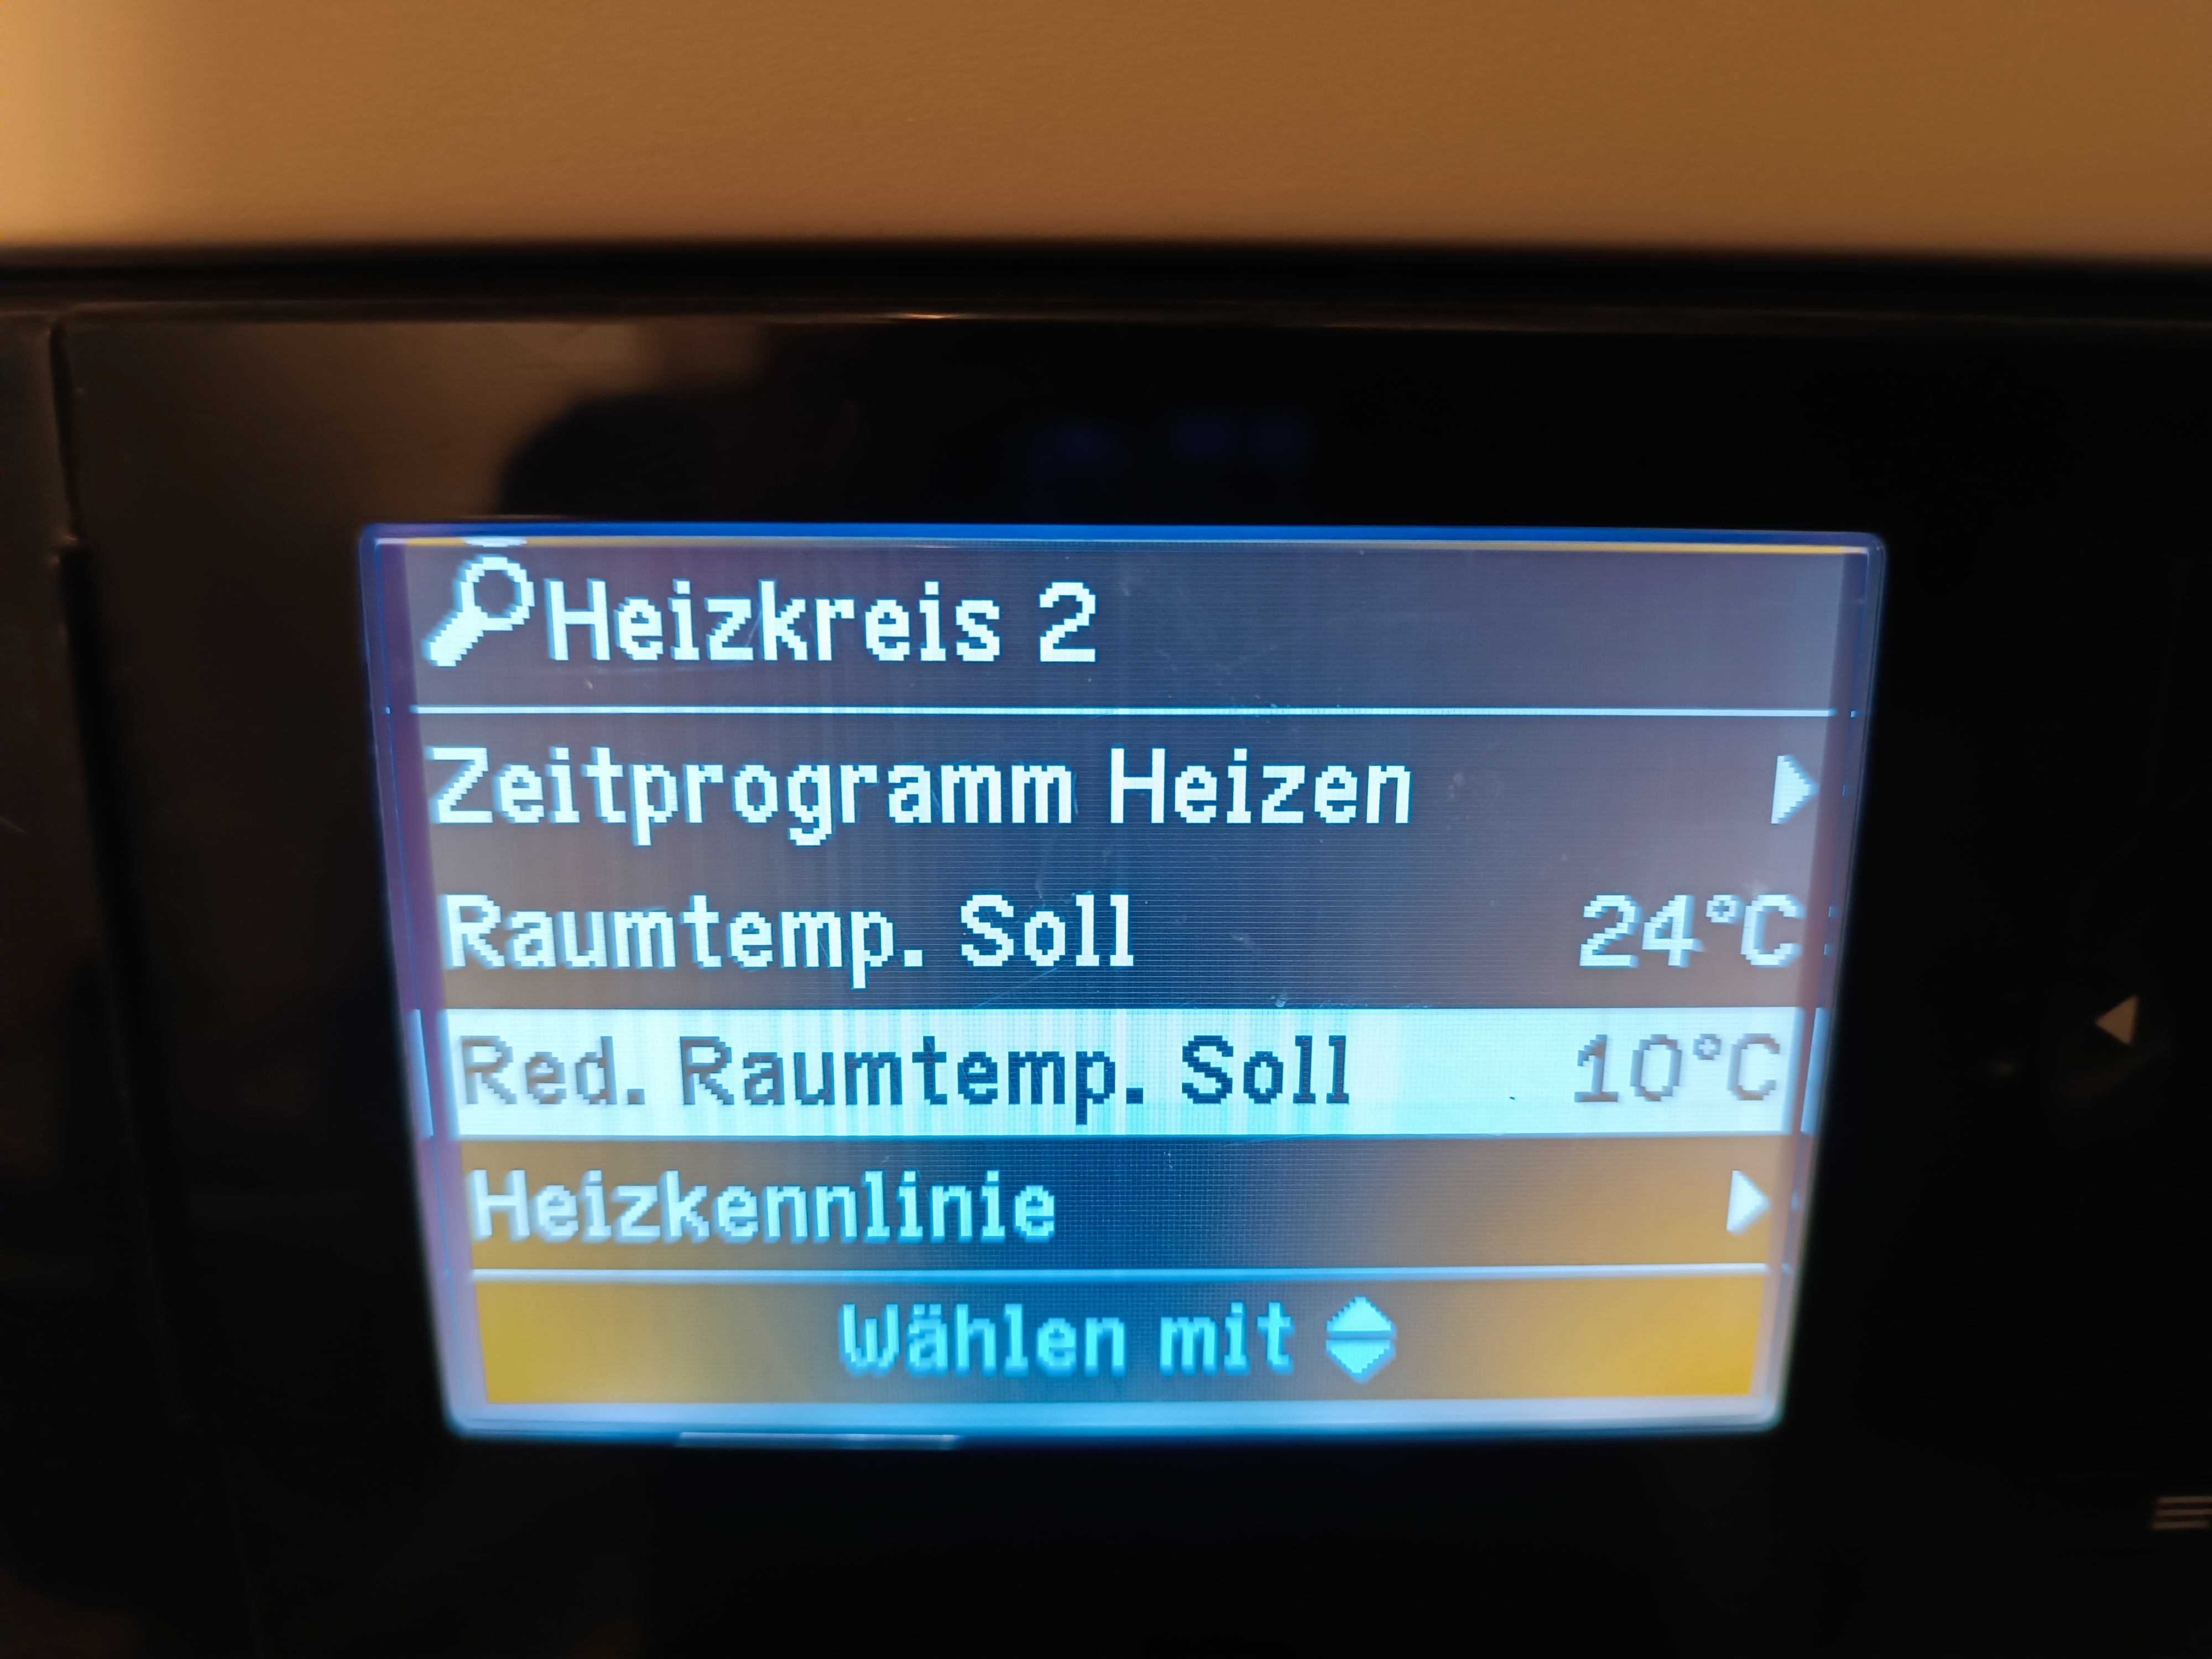 Heizkreis 2
Zeitprogramm Heizen
Raumtemp. Soll 24°C
Red. Raumtemp. Soll 10°C
Heizkennlinie
Wählen mit